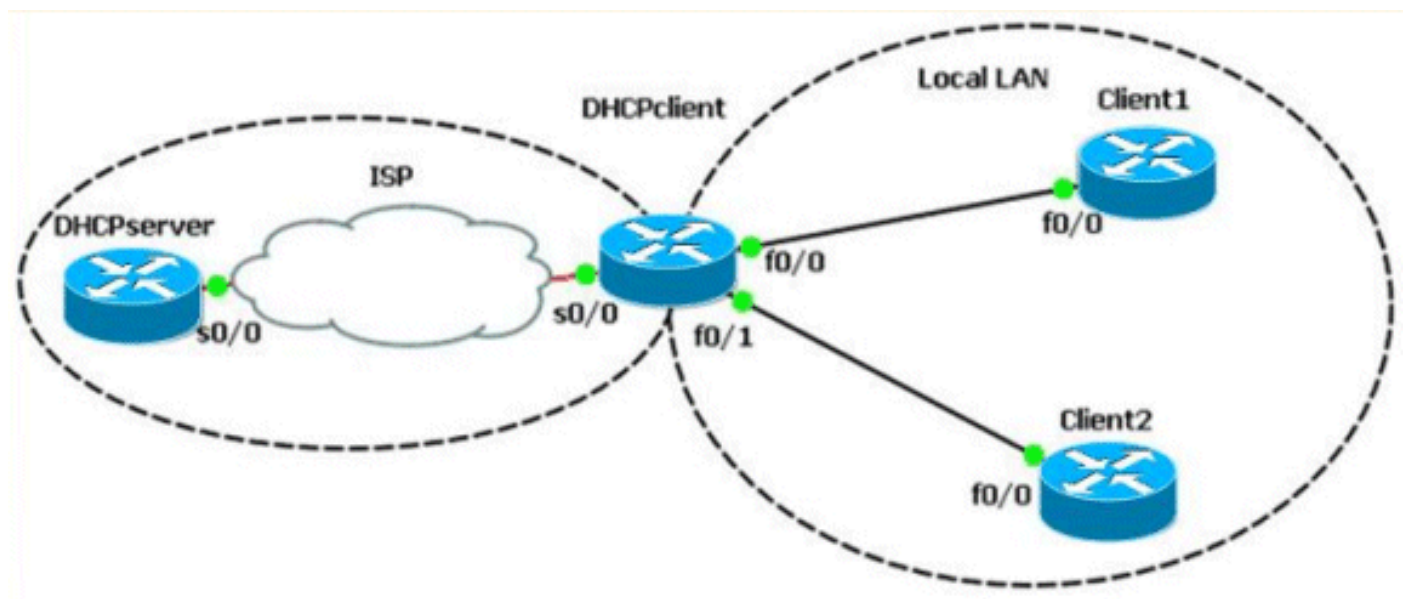 Local LAN
Client1
DHCPclient
ISP
DHCPserver
f0/0
f0/0
s0/0
s0/0
f0/1
Client2
f0/0